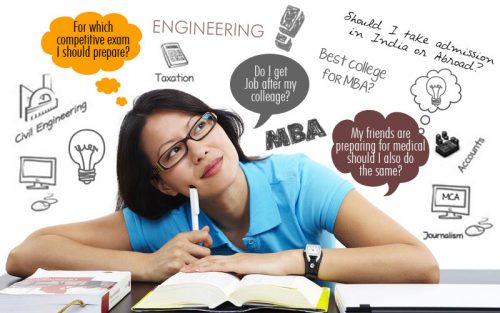 For which
competitive exam
I should prepare?
ENGINEERING
Should I take admission
in India or Abroad?
Taxation
Do I get
Job after my
colleage?
Best college
for MBA?
Civil Engineering
MBA
My friends are
preparing for medical
should I also do
the same?
Accounts
MCA
Journalism